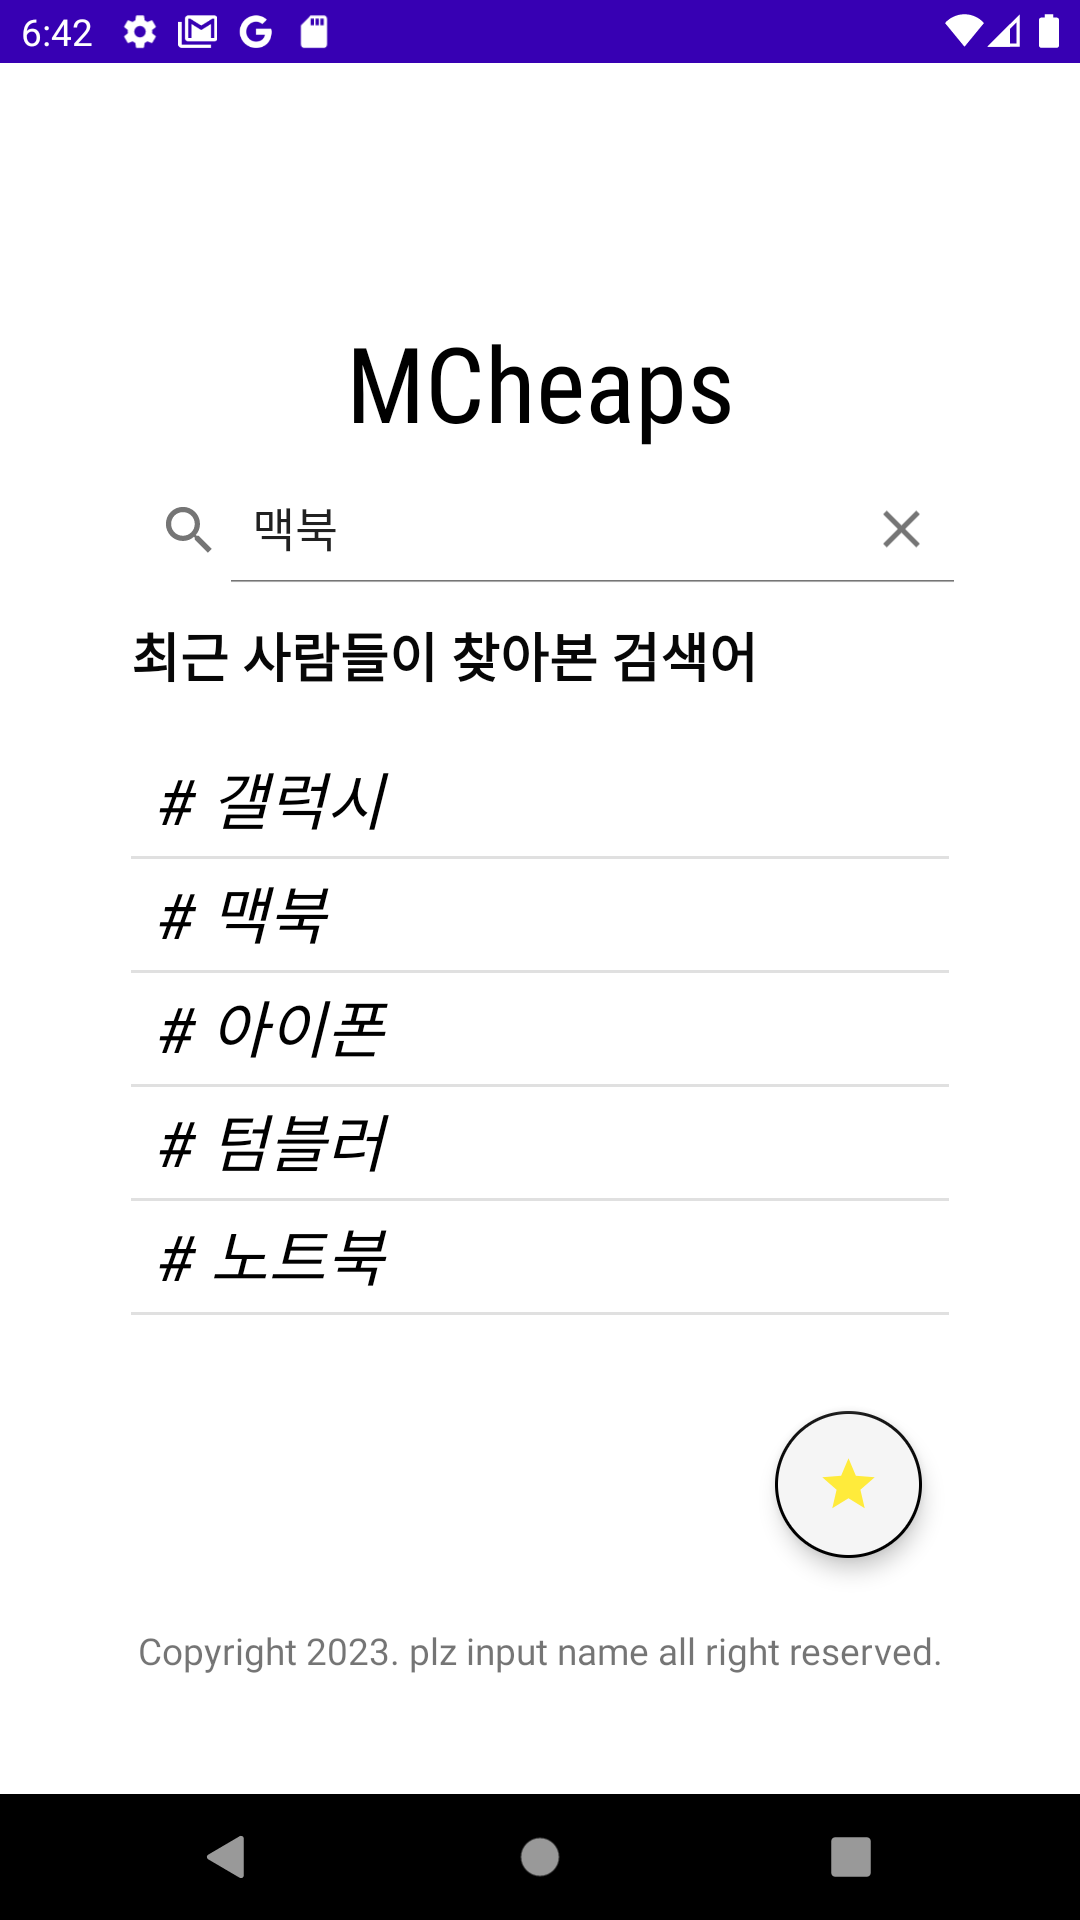 6:42
MCheaps
맥북
최근 사람들이 찾아본 검색어
# 갤럭시
# 맥북
# 아이폰
# 텀블러
# 노트북
Copyright 2023. plz input name all right reserved.